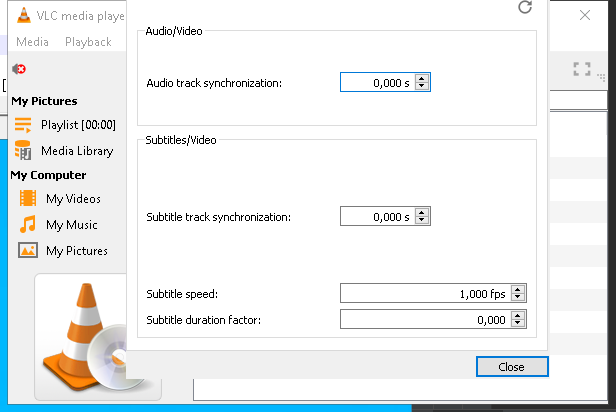 VLC media playe
Media Playback
Audio/Video
Audio track synchronization: 0,000 s
My Pictures
Playlist [00:00]
Media Library
My Computer
My Videos
My Music
My Pictures
Subtitles/Video
Subtitle track synchronization: 0,000 s
Subtitle speed: 1,000 fps
Subtitle duration factor: 0,000
Close